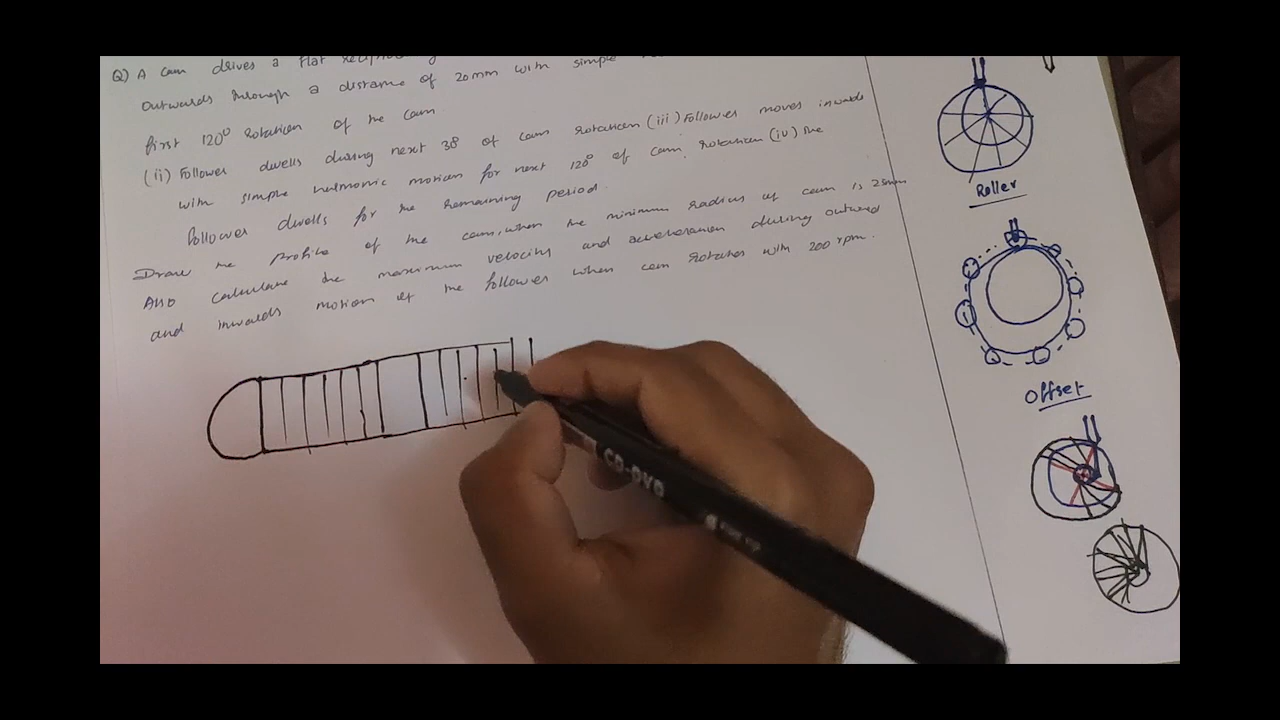 Q) A cam drives a flat
outwards through a distance of 20mm with simple
first 120° rotation of the cam
(ii) Follower dwells during next 30° of cam rotation (iii) Follower moves inwards
with simple harmonic motion for next 120° of cam rotation (iv) The
follower dwells for the remaining period.
Draw the profile of the cam, when the minimum radius of cam is 25mm
Also calculate the maximum velocity and acceleration during outward
and inwards motion of the follower when cam rotates with 200 rpm.
Roller
Offset
CD-DVD